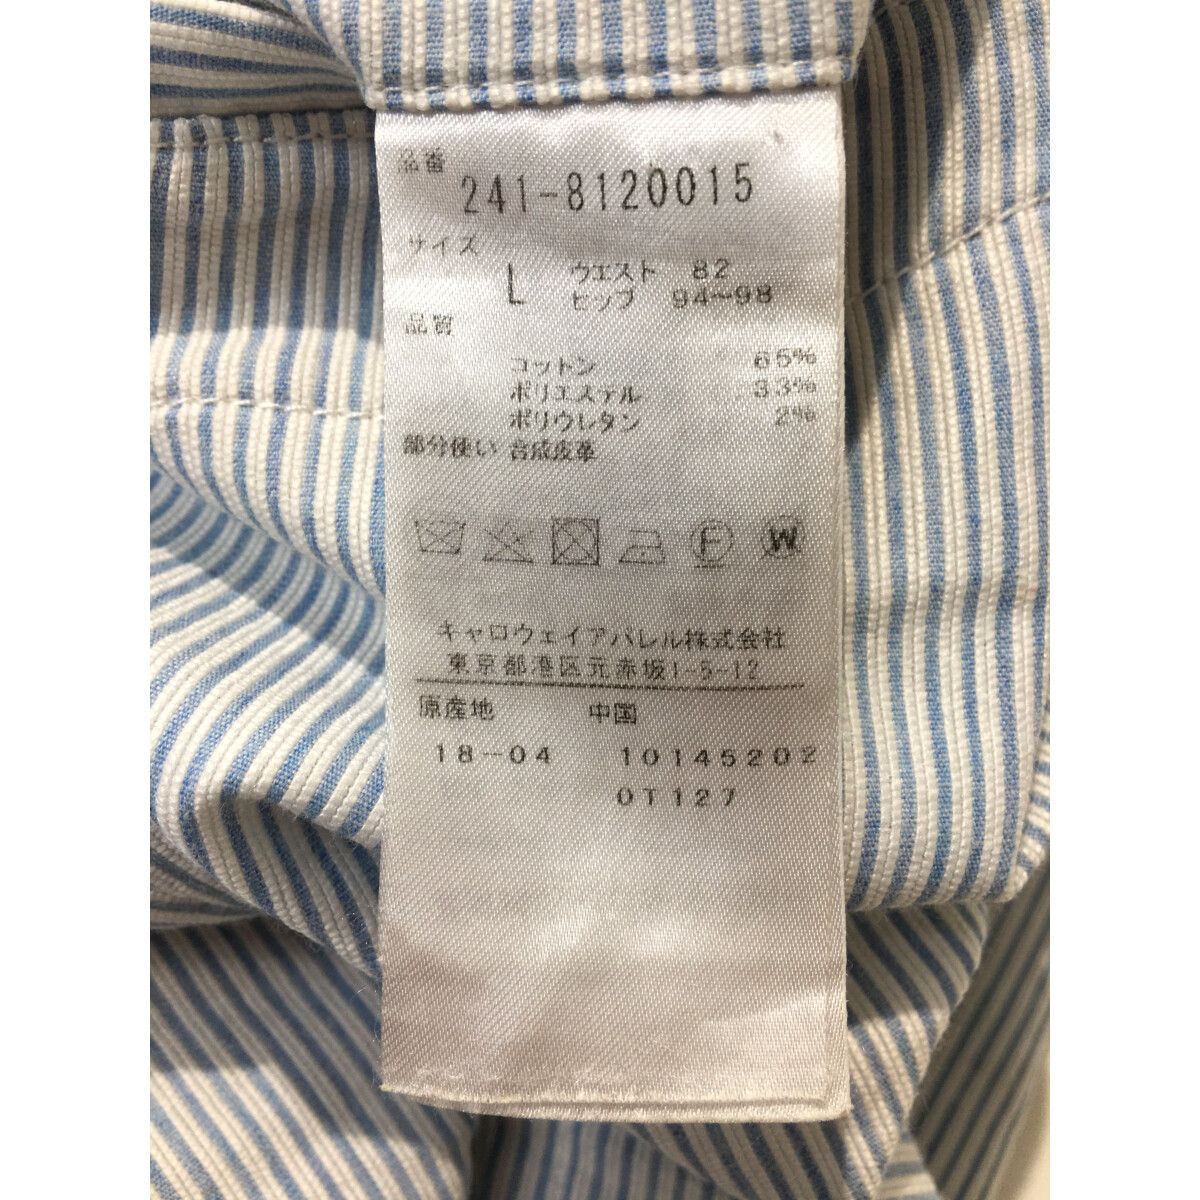 品番
241-8120015
サイズ
L ウエスト 82
ヒップ 94~98
品質
コットン 65%
ポリエステル 33%
ポリウレタン 2%
部分使い 合成皮革
F W
キャロウェイアパレル株式会社
東京都港区元赤坂1-5-12
原産地 中国
18-04 10145202
0T127